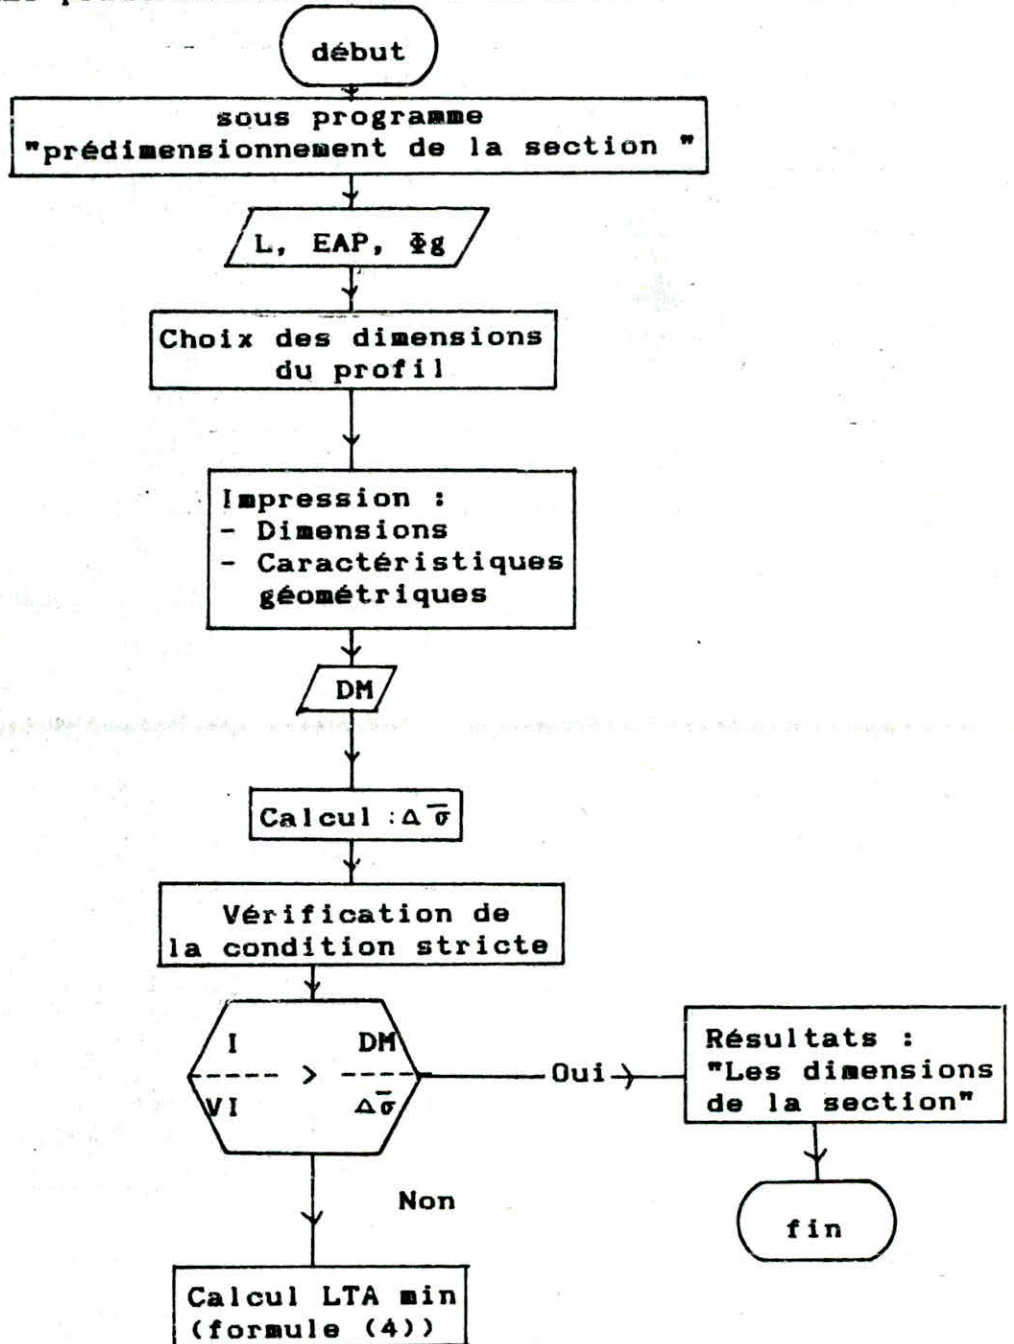 début
sous programme
"prédimensionnement de la section "
L, EAP, Φg
Choix des dimensions
du profil
Impression :
- Dimensions
- Caractéristiques
géométriques
DM
Calcul : Δ σ̅
Vérification de
la condition stricte
I DM
---- > ----
VI Δσ̅
Oui
Résultats :
"Les dimensions
de la section"
Non
fin
Calcul LTA min
(formule (4))